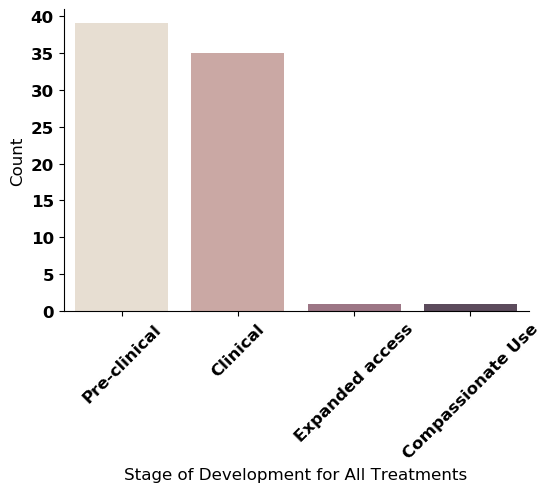 40
35
30
25
20
15
10
5
0
Count
Pre-clinical
Clinical
Expanded access
Compassionate Use
Stage of Development for All Treatments